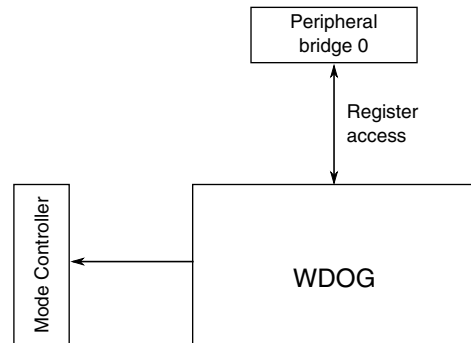 Peripheral
bridge 0
Register
access
Mode Controller
WDOG